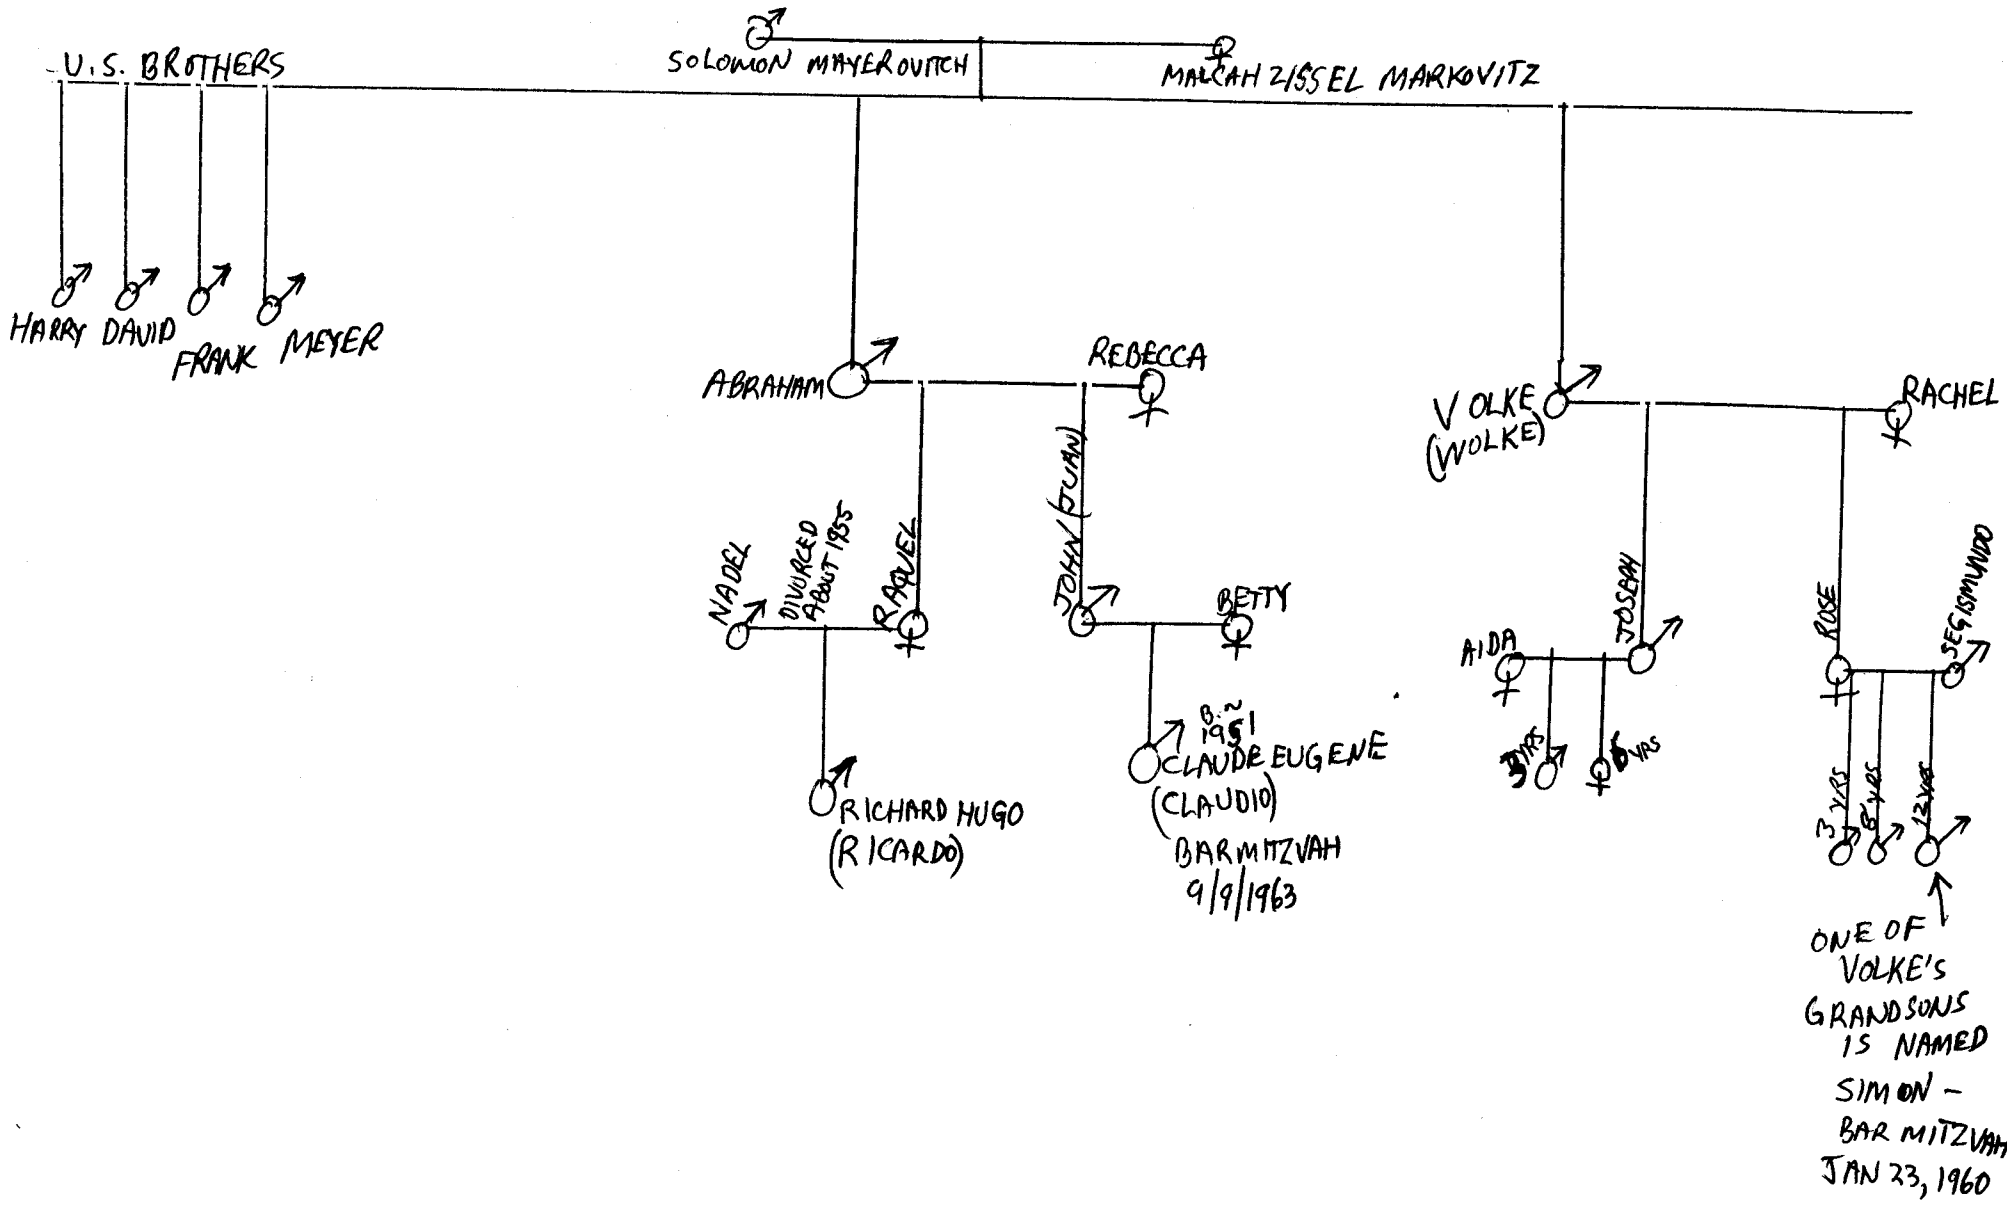 U.S. BROTHERS
SOLOMON MAYEROVITCH
MALCAH ZISSEL MARKOVITZ
HARRY DAVID
FRANK MEYER
ABRAHAM
REBECCA
VOLKE
(WOLKE)
RACHEL
NADEL
DIVORCED
ABOUT 1955
RAQUEL
JOHN (JUAN)
BETTY
AIDA
JOSEPH
ROSE
SEGISMUNDO
RICHARD HUGO
(RICARDO)
B. ~
1951
CLAUDE EUGENE
(CLAUDIO)
BARMITZVAH
9/9/1963
YRS
YRS
3 YRS
YRS
12 YRS
ONE OF
VOLKE'S
GRANDSONS
IS NAMED
SIMON -
BAR MITZVAH
JAN 23, 1960